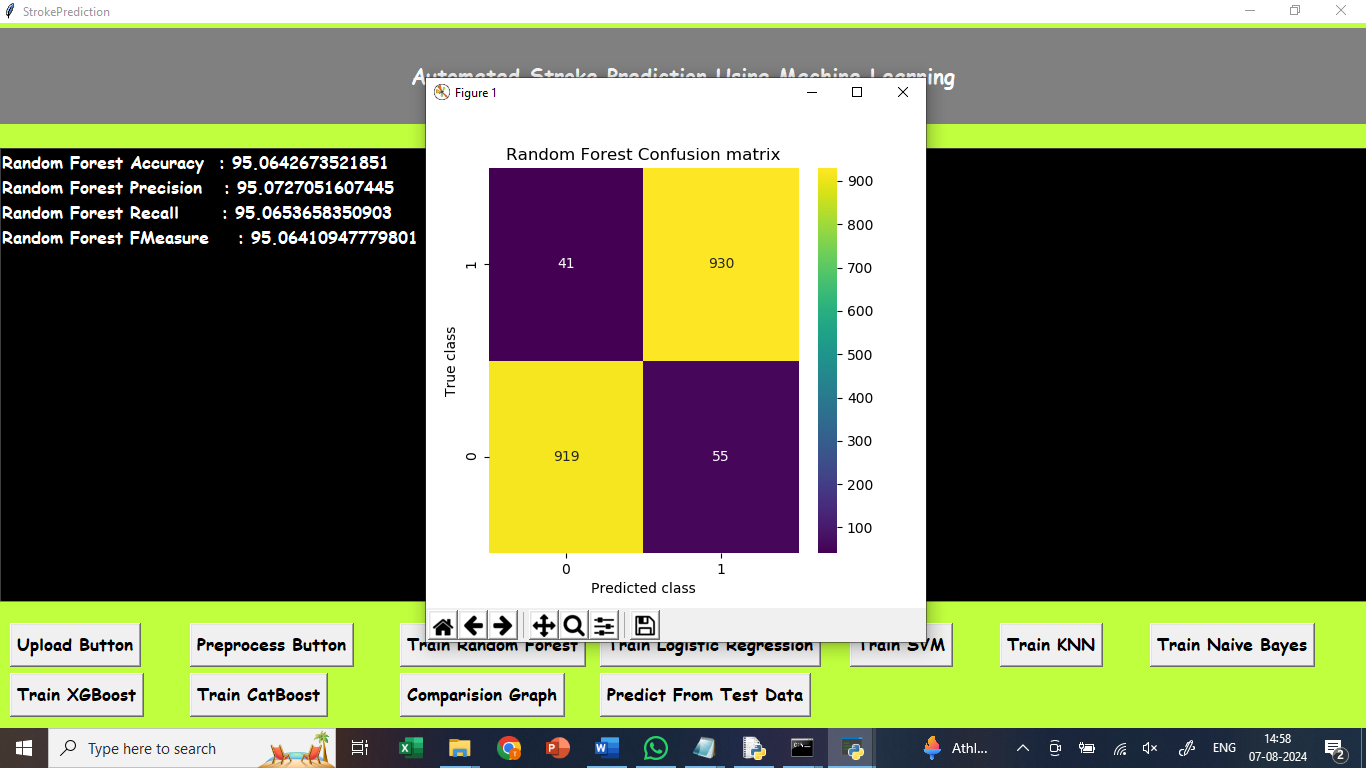 StrokePrediction
Automated Stroke Prediction Using Machine Learning
Figure 1
Random Forest Accuracy : 95.0642673521851
Random Forest Precision : 95.0727051607445
Random Forest Recall : 95.0653658350903
Random Forest FMeasure : 95.06410947779801
Random Forest Confusion matrix
True class
1
0
41
930
919
55
0
1
Predicted class
900
800
700
600
500
400
300
200
100
Upload Button
Preprocess Button
Train Random Forest
Train Logistic Regression
Train SVM
Train KNN
Train Naive Bayes
Train XGBoost
Train CatBoost
Comparision Graph
Predict From Test Data
Type here to search
Athl...
ENG
14:58
07-08-2024
2